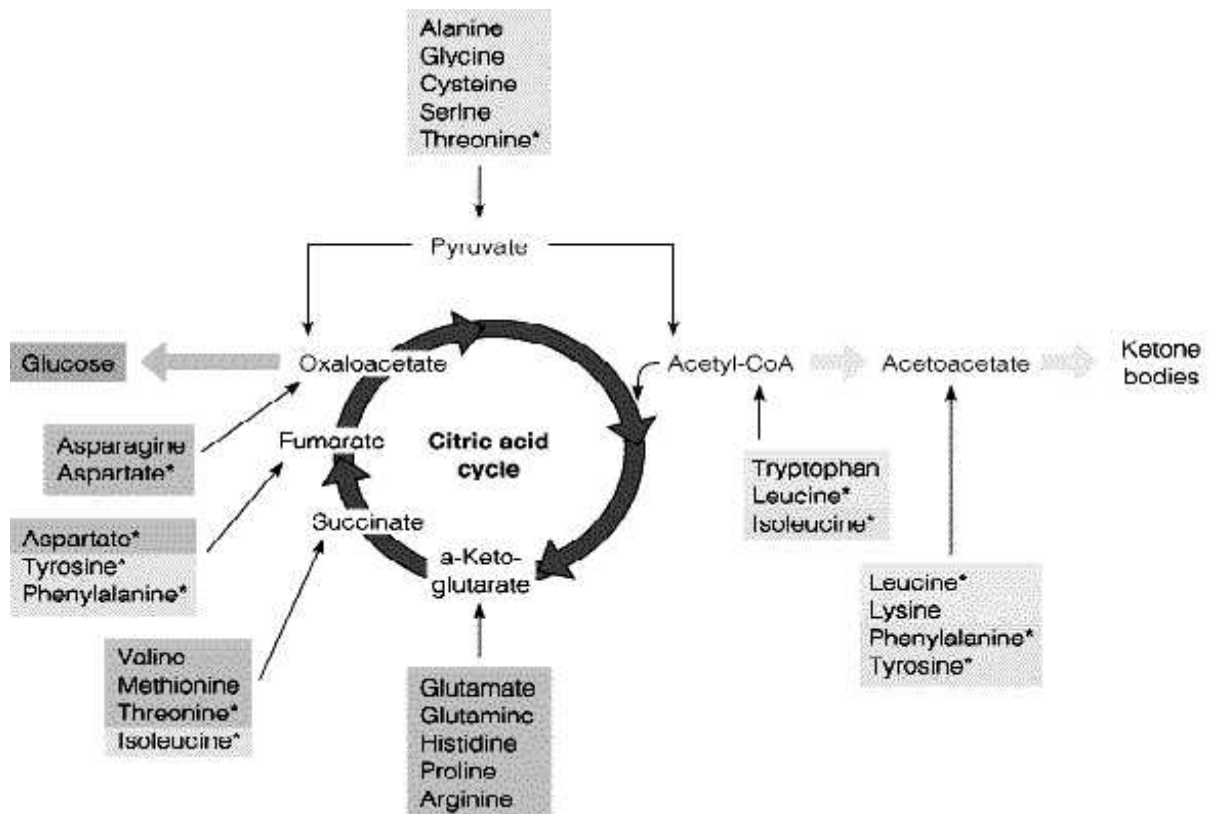 Alanine
Glycine
Cysteine
Serine
Threonine*
Pyruvate
Glucose
Oxaloacetate
Acetyl-CoA
Acetoacetate
Ketone
bodies
Asparagine
Aspartate*
Fumarate
Citric acid
cycle
Tryptophan
Leucine*
Isoleucine*
Succinate
Aspartate*
Tyrosine*
Phenylalanine*
a-Keto-
glutarate
Leucine*
Lysine
Phenylalanine*
Tyrosine*
Valine
Methionine
Threonine*
Isoleucine*
Glutamate
Glutamine
Histidine
Proline
Arginine